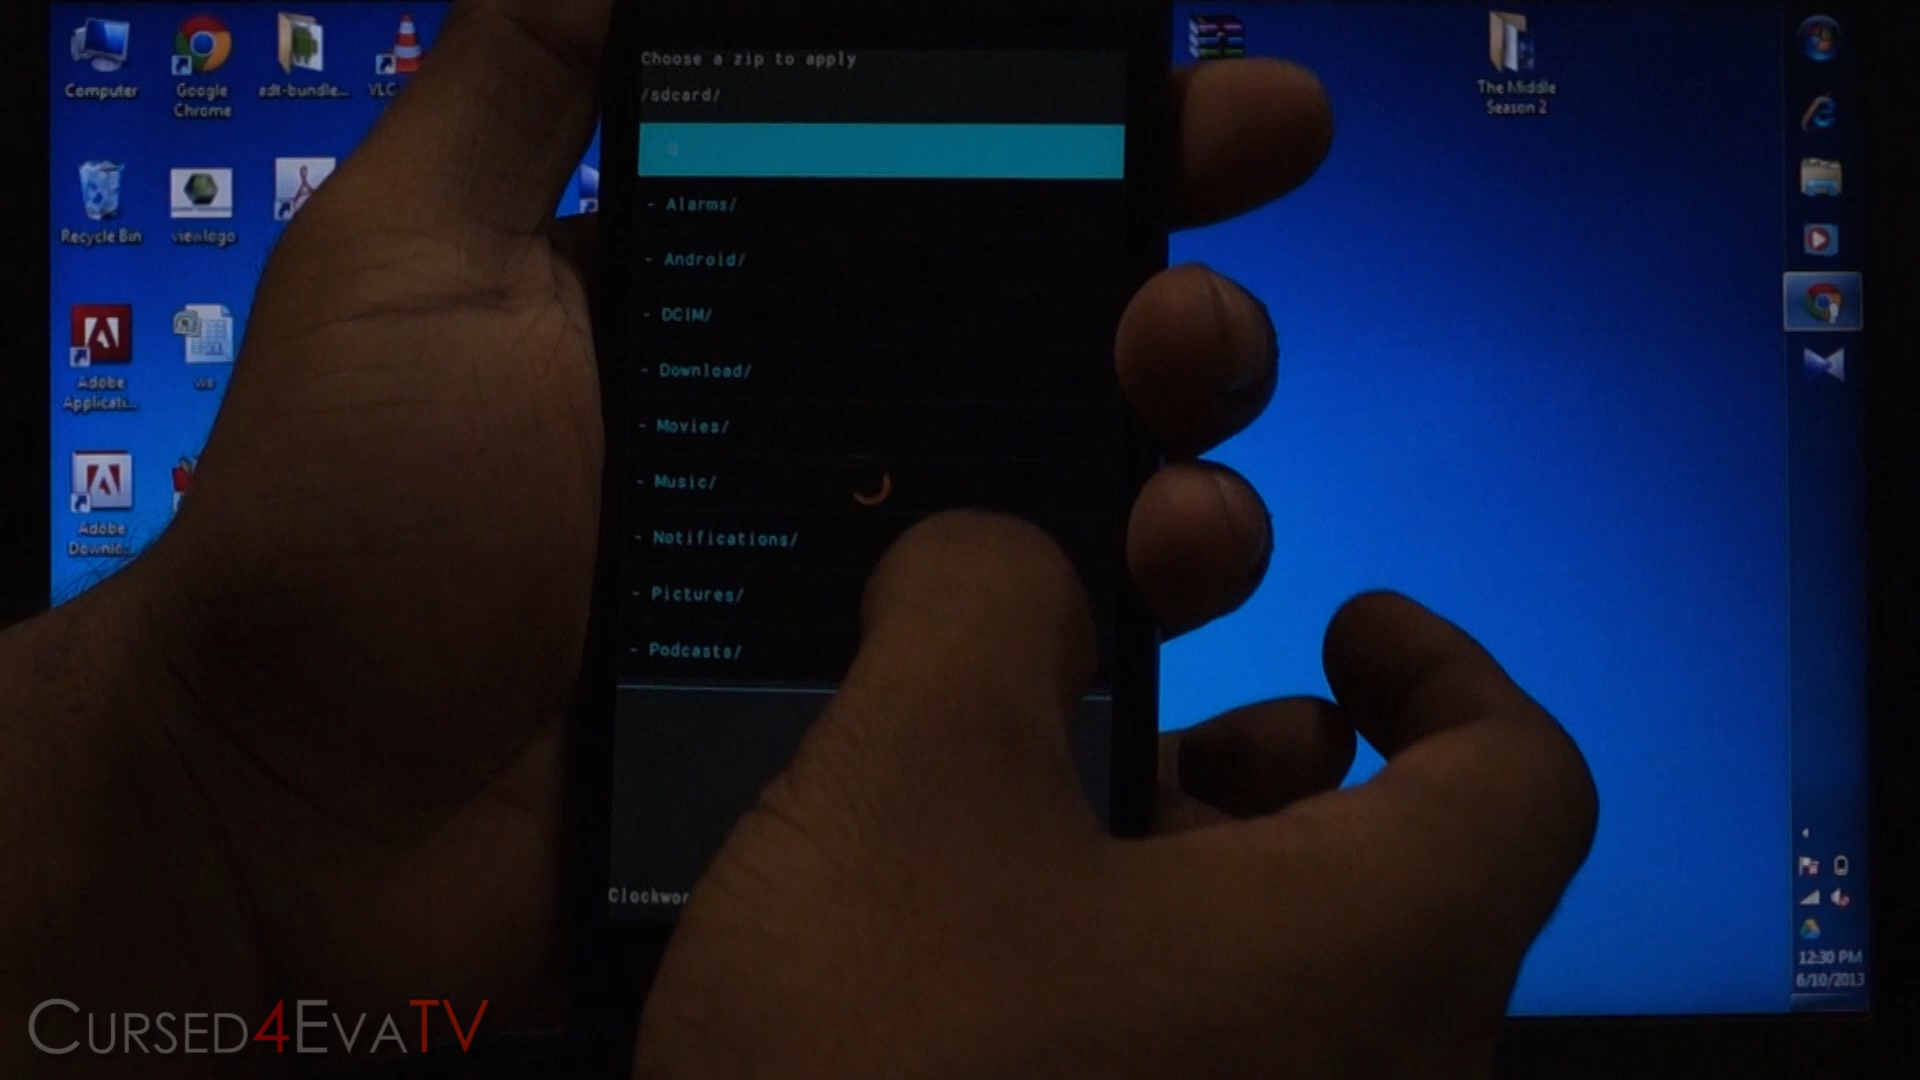 Computer
Google Chrome
adt-bundle...
VLC
Recycle Bin
viewlogo
Adobe Applicati...
ws
Adobe Downlo...
Choose a zip to apply
/sdcard/
- Alarms/
- Android/
- DCIM/
- Download/
- Movies/
- Music/
- Notifications/
- Pictures/
- Podcasts/
Clockwor
The Middle Season 2
12:30 PM
6/10/2013
CURSED4EVATV